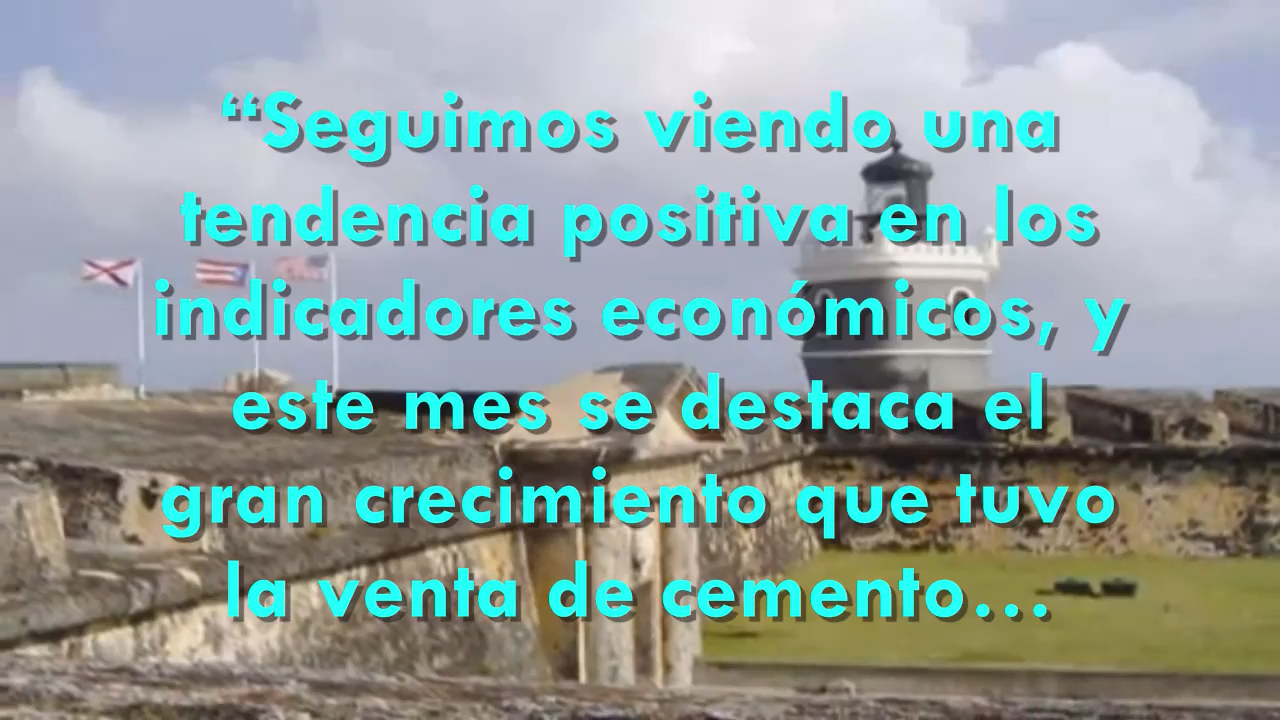 “Seguimos viendo una
tendencia positiva en los
indicadores económicos, y
este mes se destaca el
gran crecimiento que tuvo
la venta de cemento...